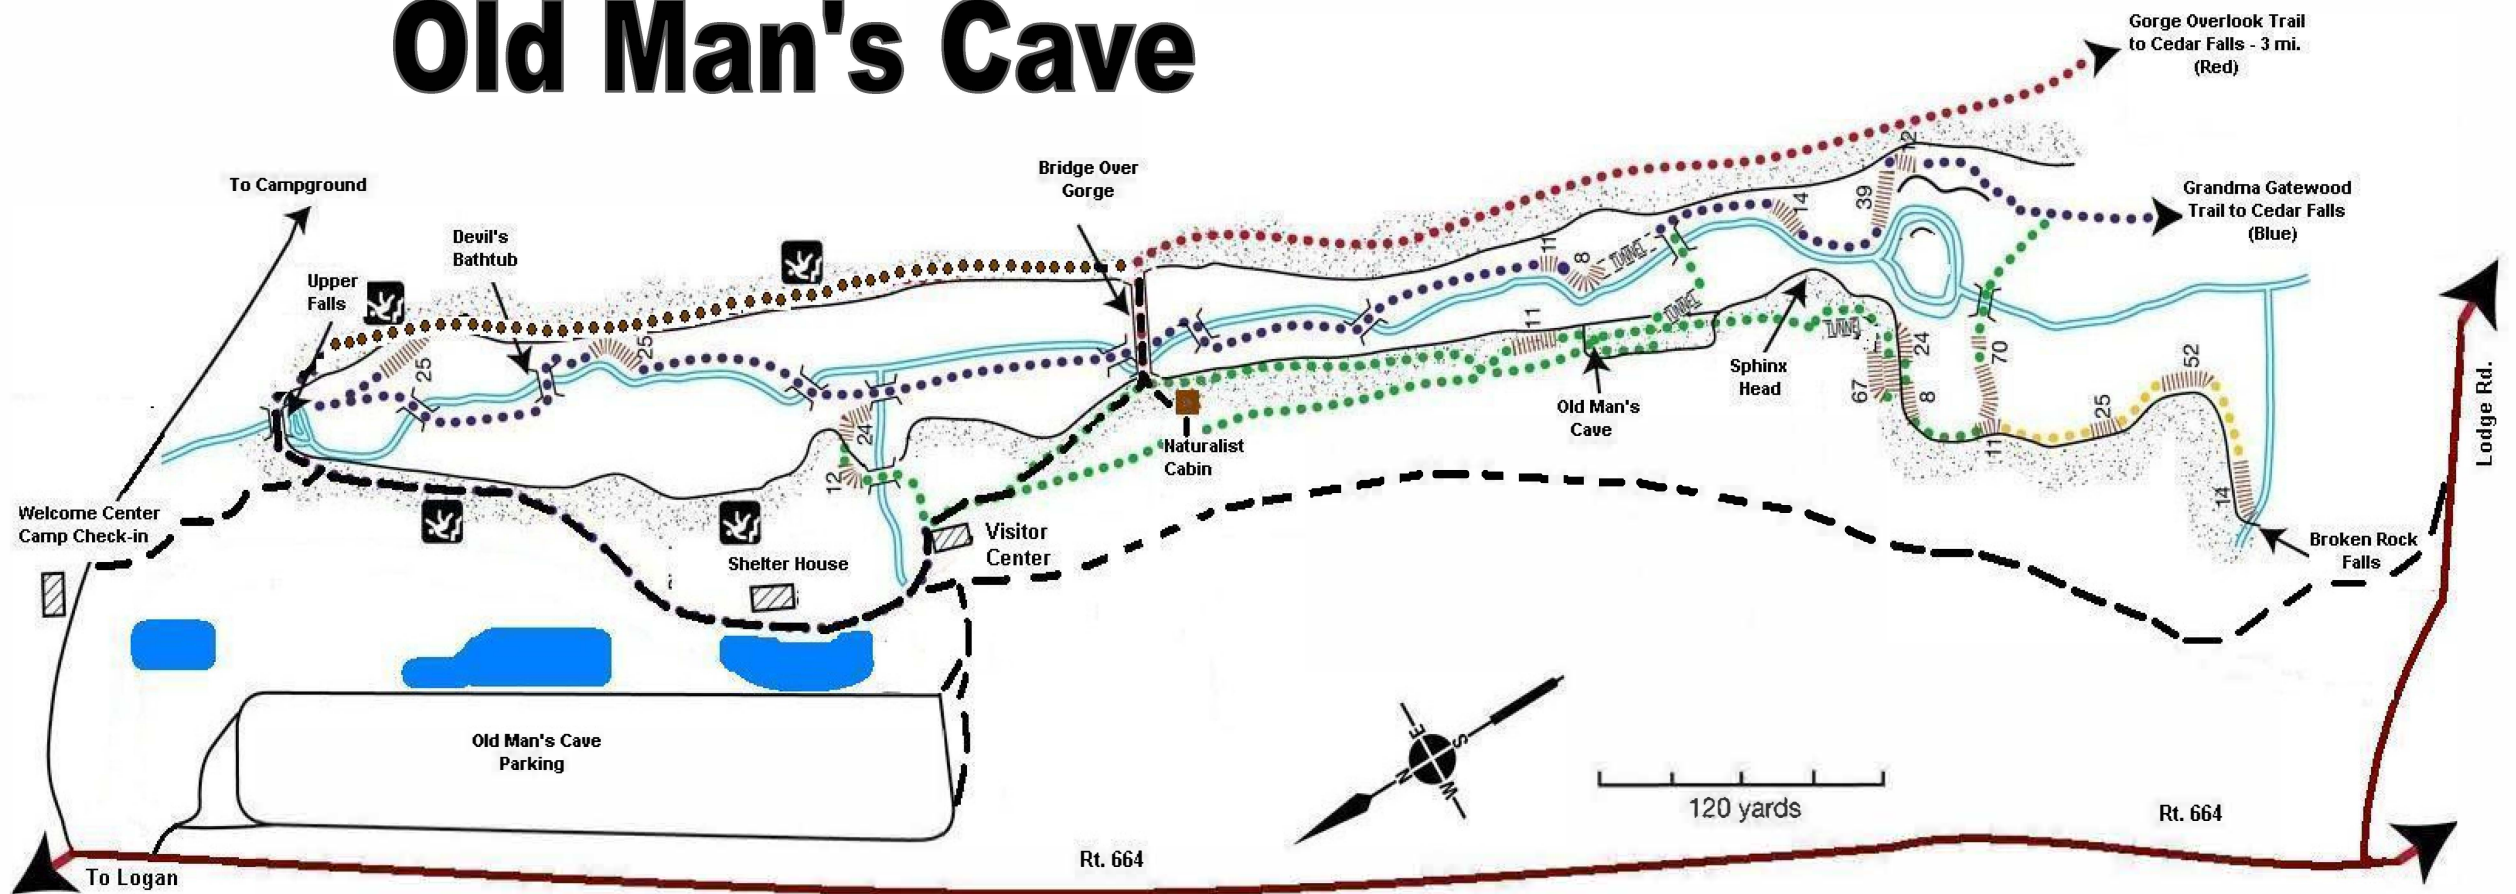 Old Man's Cave
Gorge Overlook Trail
to Cedar Falls - 3 mi.
(Red)
To Campground
Bridge Over
Gorge
Grandma Gatewood
Trail to Cedar Falls
(Blue)
Devil's
Bathtub
Upper
Falls
12
14
39
11
8
TUNNEL
TUNNEL
TUNNEL
25
25
11
24
8
67
70
52
25
11
14
24
12
Sphinx
Head
Old Man's
Cave
Naturalist
Cabin
Lodge Rd.
Welcome Center
Camp Check-in
Visitor
Center
Shelter House
Broken Rock
Falls
Old Man's Cave
Parking
E
S
N
W
120 yards
Rt. 664
Rt. 664
To Logan